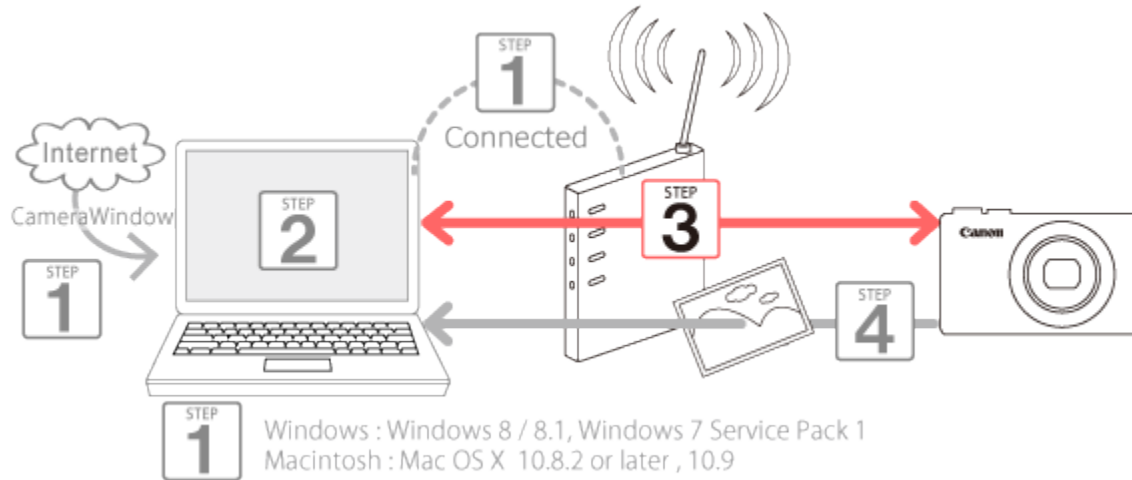 STEP
1
Connected
Internet
CameraWindow
STEP
1
STEP
2
STEP
3
Canon
STEP
4
STEP
1
Windows : Windows 8 / 8.1, Windows 7 Service Pack 1
Macintosh : Mac OS X 10.8.2 or later , 10.9